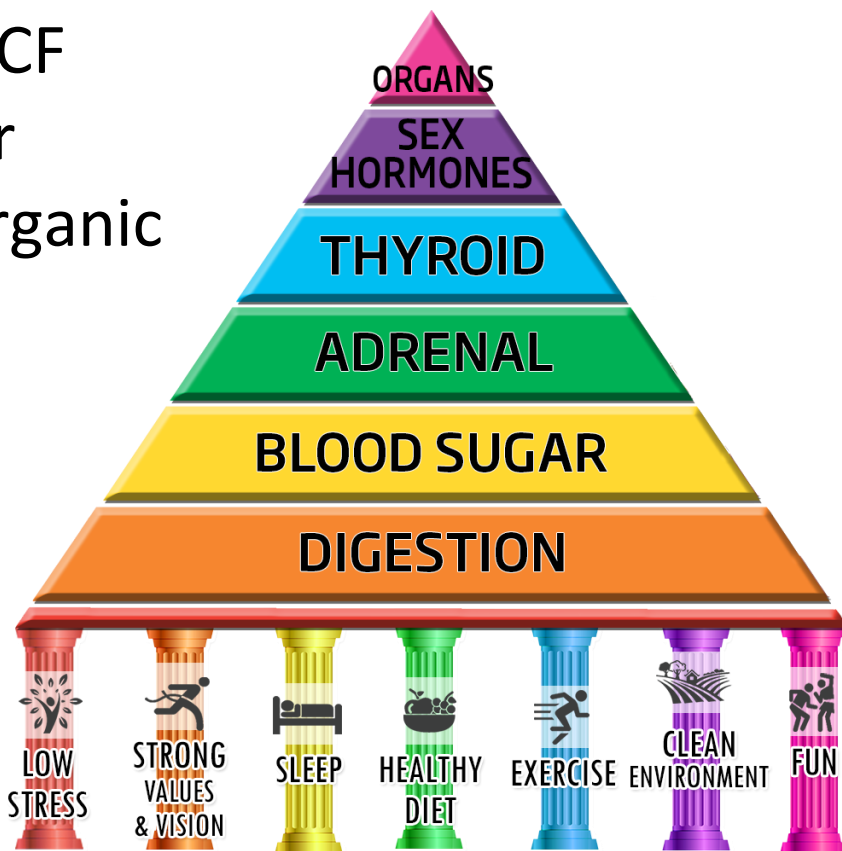 CF
r
rganic
ORGANS
SEX
HORMONES
THYROID
ADRENAL
BLOOD SUGAR
DIGESTION
LOW
STRESS
STRONG
VALUES
& VISION
SLEEP
HEALTHY
DIET
EXERCISE
CLEAN
ENVIRONMENT
FUN